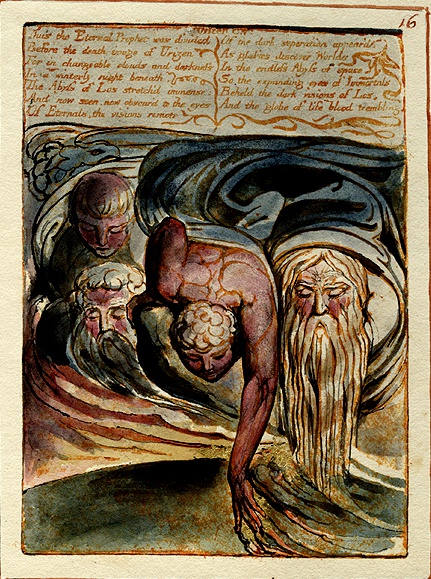 16
Thus the Eternal Prophet was divided
Before the death image of Urizen
For in changeable clouds and darkness
In a winterly night beneath
The Abyss of Los stretch'd immense:
And now seen, now obscur'd to the eyes
Of Eternals, the visions remote
Of the dark seperation appear'd.
As glasses discover Worlds
In the endless Abyss of space,
So the expanding eyes of Immortals
Beheld the dark visions of Los,
And the globe of life blood trembling